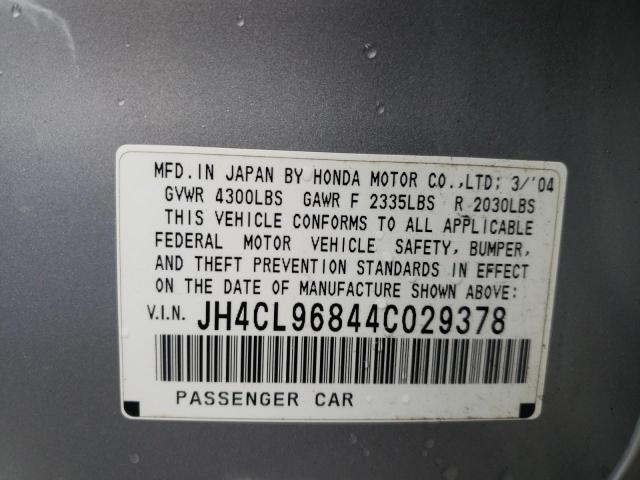 MFD. IN JAPAN BY HONDA MOTOR CO.,LTD; 3/'04
GVWR 4300LBS GAWR F 2335LBS R 2030LBS
THIS VEHICLE CONFORMS TO ALL APPLICABLE
FEDERAL MOTOR VEHICLE SAFETY, BUMPER,
AND THEFT PREVENTION STANDARDS IN EFFECT
ON THE DATE OF MANUFACTURE SHOWN ABOVE:
V.I.N. JH4CL96844C029378
PASSENGER CAR